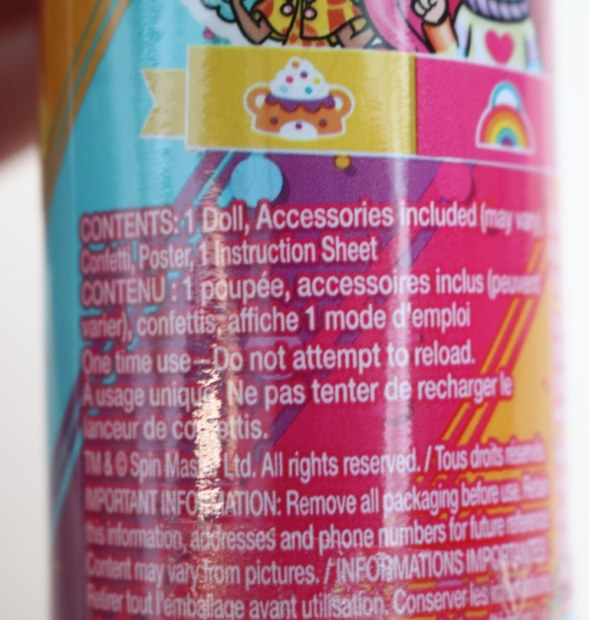 CONTENTS: 1 Doll, Accessories included (may vary),
Confetti, Poster, 1 Instruction Sheet
CONTENU : 1 poupée, accessoires inclus (peuvent
varier), confettis, affiche 1 mode d'emploi
One time use – Do not attempt to reload.
À usage unique. Ne pas tenter de recharger le
lanceur de confettis.
TM & © Spin Master Ltd. All rights reserved. / Tous droits réservés.
IMPORTANT INFORMATION: Remove all packaging before use. Retain
this information, addresses and phone numbers for future reference.
Content may vary from pictures. / INFORMATIONS IMPORTANTES
Retirer tout l'emballage avant utilisation. Conserver les